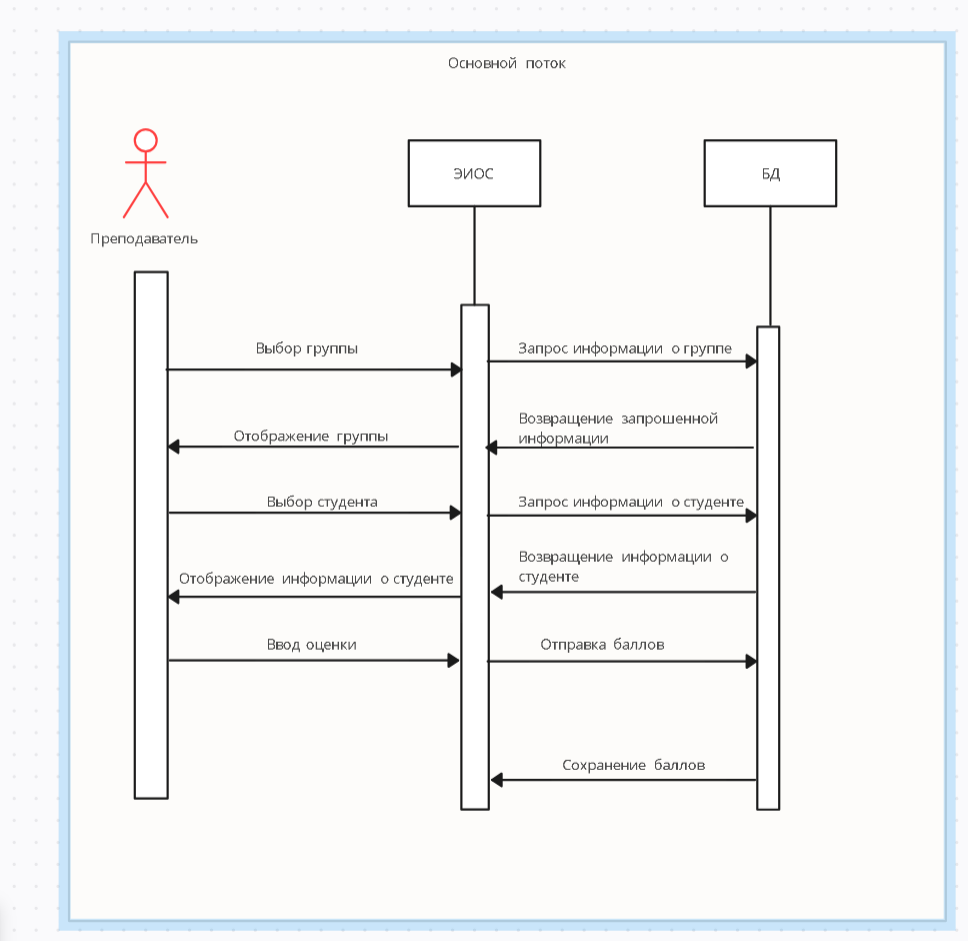 Основной поток
ЭИОС
БД
Преподаватель
Выбор группы
Запрос информации о группе
Возвращение запрошенной
информации
Отображение группы
Выбор студента
Запрос информации о студенте
Возвращение информации о
студенте
Отображение информации о студенте
Ввод оценки
Отправка баллов
Сохранение баллов